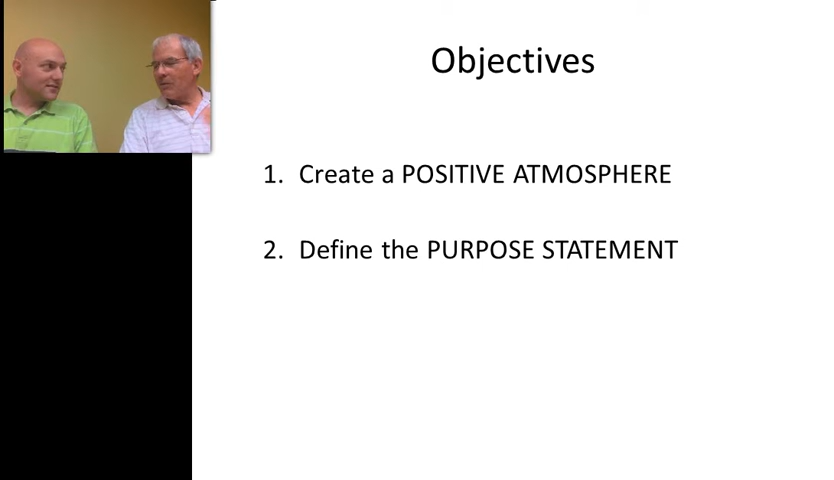 Objectives
1. Create a POSITIVE ATMOSPHERE
2. Define the PURPOSE STATEMENT